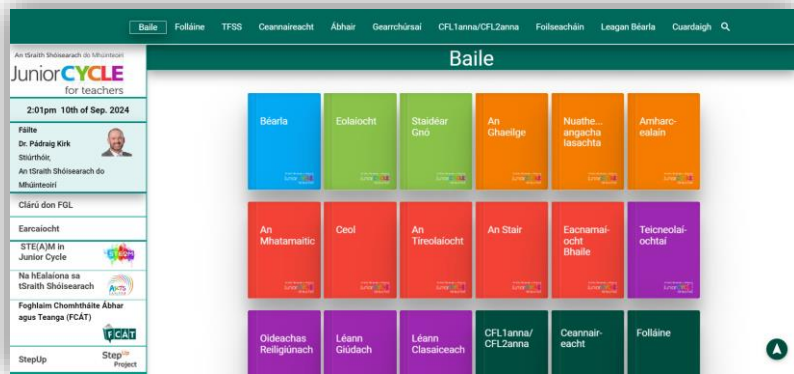 Baile Folláine TFSS Ceannaireacht Ábhair Gearrchúrsaí CFL1anna/CFL2anna Foilseacháin Leagan Béarla Cuardaigh
An tSraith Shóisearach do Mhúinteoirí
JuniorCYCLE
for teachers
Baile
2:01pm 10th of Sep. 2024
Fáilte
Dr. Pádraig Kirk
Stiúrthóir,
An tSraith Shóisearach do
Mhúinteoirí
Clárú don FGL
Earcaíocht
STE(A)M in
Junior Cycle
STEAM
Na hEalaíona sa
tSraith Shóisearach
ARTS
Foghlaim Chomhtháite Ábhar
agus Teanga (FCÁT)
FCÁT
StepUp
StepUp
Project
Béarla
Eolaíocht
Staidéar
Gnó
An
Ghaeilge
Nuathe...
angacha
Iasachta
Amharc-
ealaín
An
Mhatamaitic
Ceol
An
Tíreolaíocht
An Stair
Eacnamaí-
ocht
Bhaile
Teicneolaí-
ochtaí
Oideachas
Reiligiúnach
Léann
Giúdach
Léann
Clasaiceach
CFL1anna/
CFL2anna
Ceannair-
eacht
Folláine